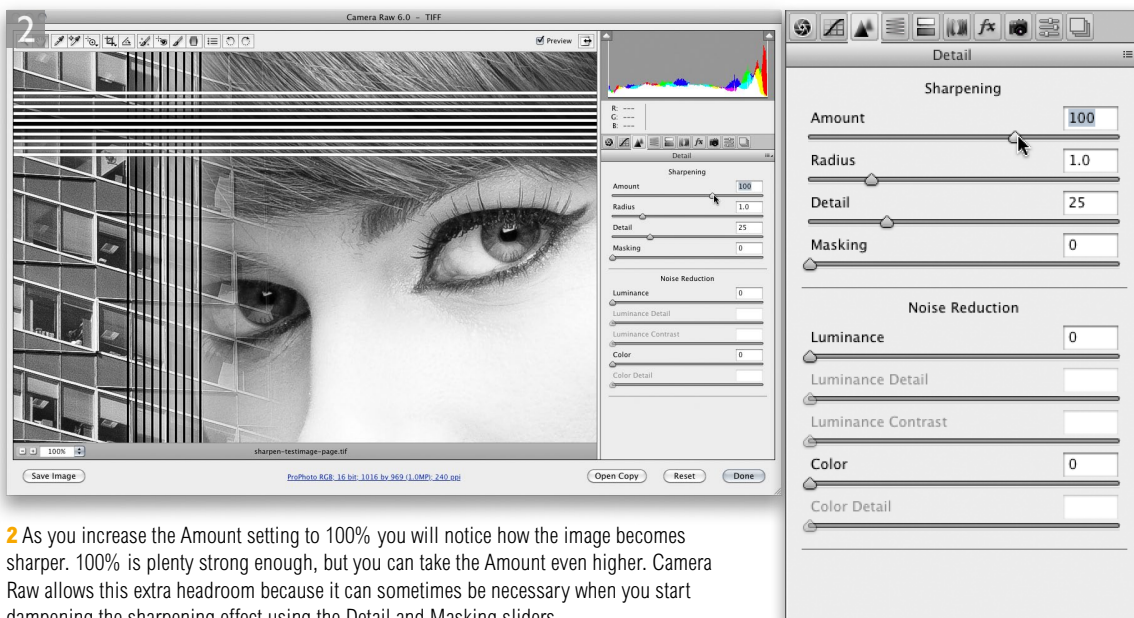 2
Camera Raw 6.0 – TIFF
Preview
R: ---
G: ---
B: ---
Detail
Sharpening
Amount 100
Radius 1.0
Detail 25
Masking 0
Noise Reduction
Luminance 0
Luminance Detail
Luminance Contrast
Color 0
Color Detail
100%
sharpen-testimage-page.tif
Save Image
ProPhoto RGB; 16 bit; 1016 by 969 (1.0MP); 240 ppi
Open Copy
Reset
Done
fx
Detail
Sharpening
Amount 100
Radius 1.0
Detail 25
Masking 0
Noise Reduction
Luminance 0
Luminance Detail
Luminance Contrast
Color 0
Color Detail
2 As you increase the Amount setting to 100% you will notice how the image becomes
sharper. 100% is plenty strong enough, but you can take the Amount even higher. Camera
Raw allows this extra headroom because it can sometimes be necessary when you start
dampening the sharpening effect using the Detail and Masking sliders.